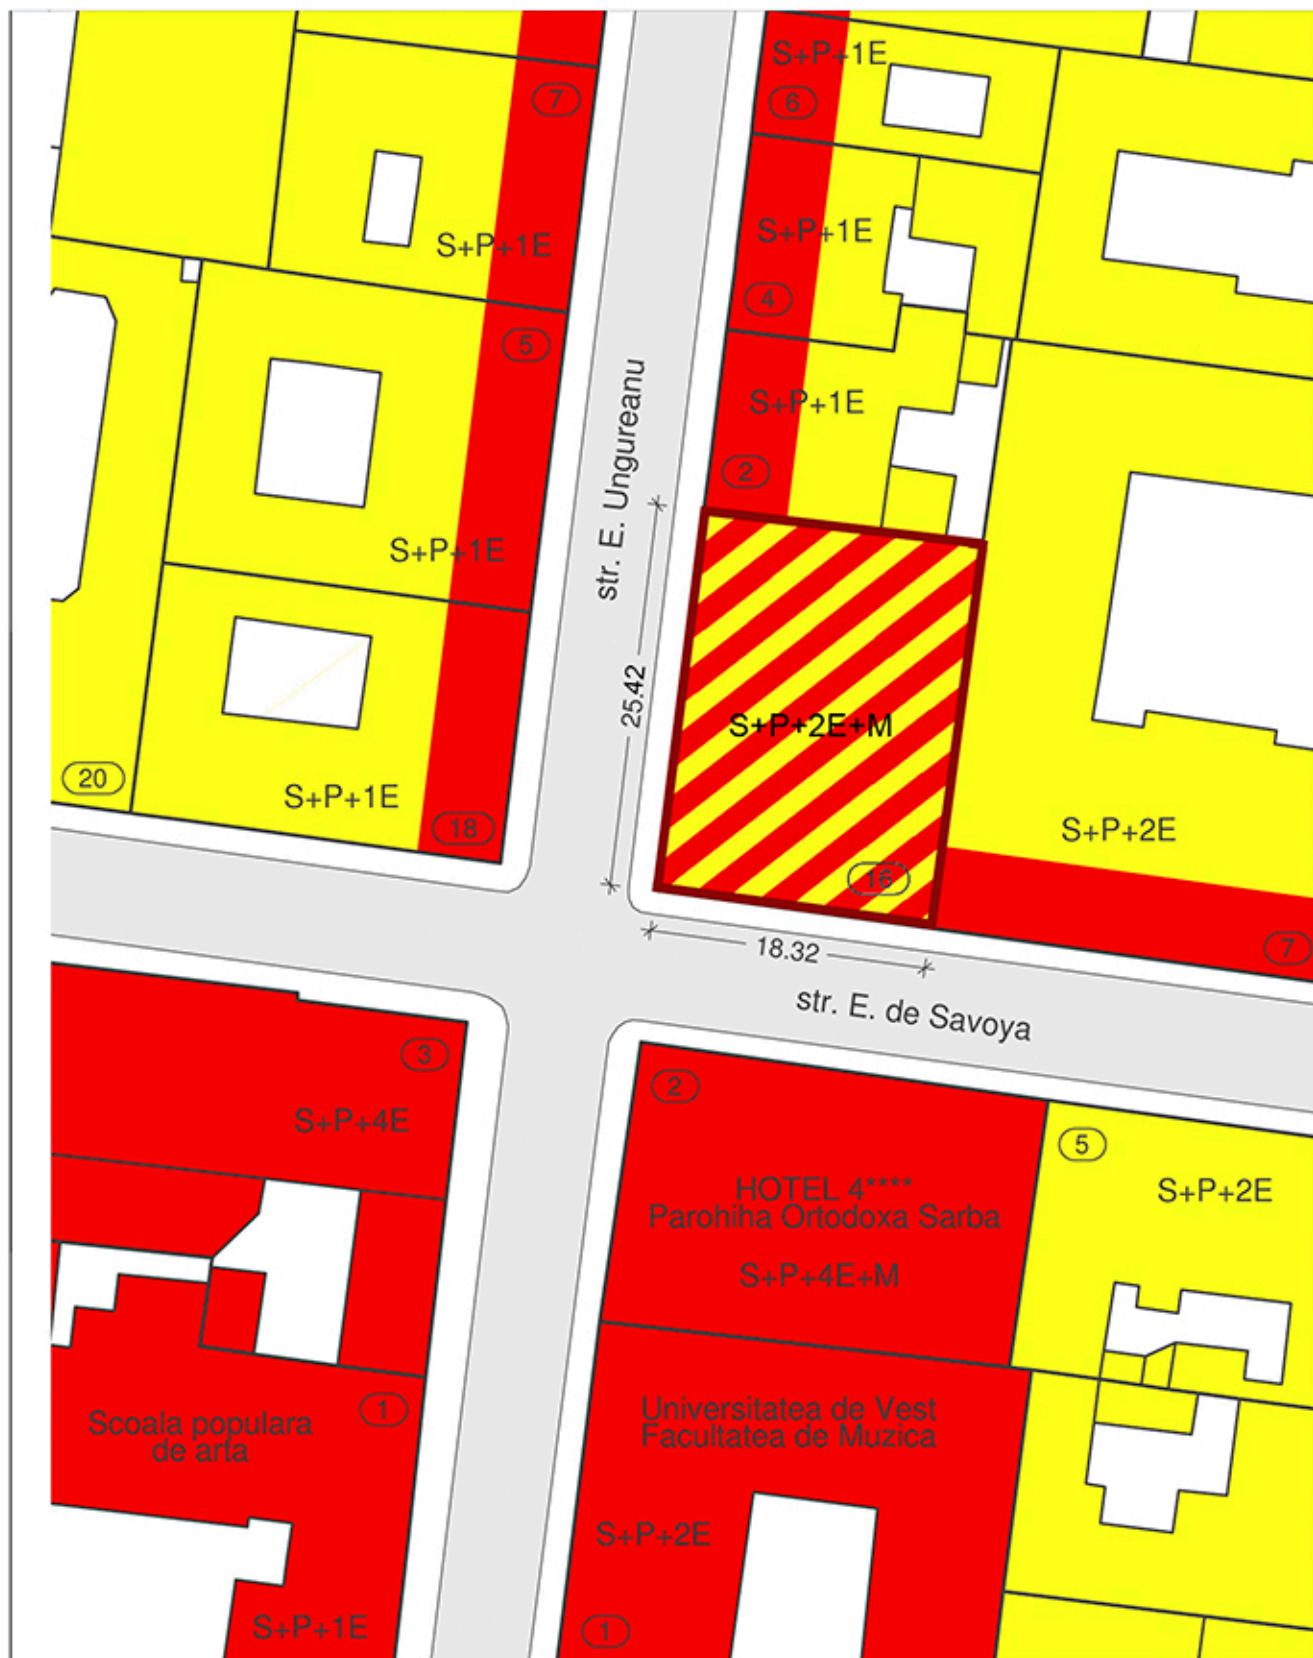 S+P+1E
7
6
S+P+1E
S+P+1E
4
5
S+P+1E
2
S+P+1E
str. E. Ungureanu
25.42
S+P+2E+M
20
S+P+1E
18
S+P+2E
16
7
18.32
str. E. de Savoya
3
S+P+4E
2
5
S+P+2E
HOTEL 4****
Parohiha Ortodoxa Sarba
S+P+4E+M
1
Scoala populara
de arta
Universitatea de Vest
Facultatea de Muzica
S+P+2E
S+P+1E
1